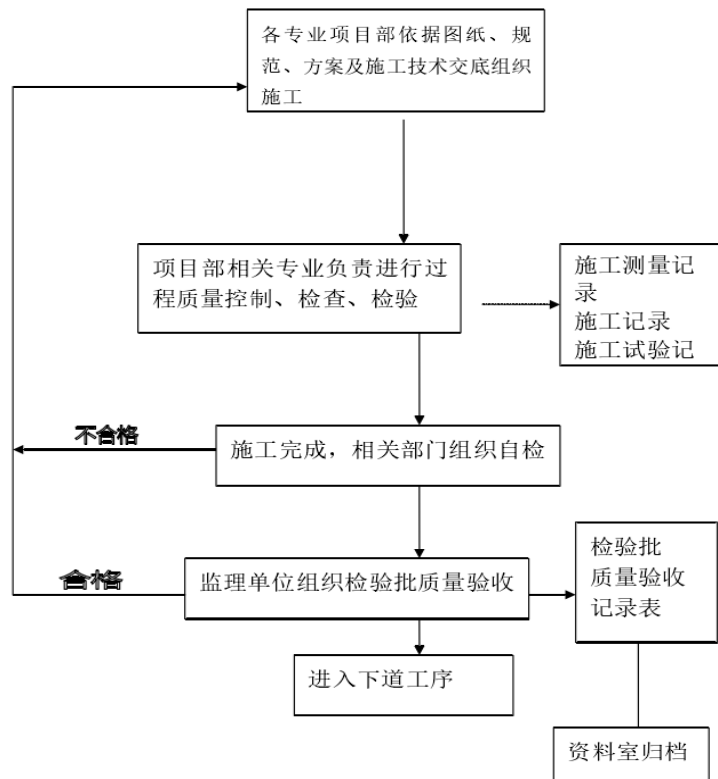 各专业项目部依据图纸、规
范、方案及施工技术交底组织
施工
项目部相关专业负责进行过
程质量控制、检查、检验
施工测量记
录
施工记录
施工试验记
不合格
施工完成，相关部门组织自检
合格
监理单位组织检验批质量验收
检验批
质量验收
记录表
进入下道工序
资料室归档